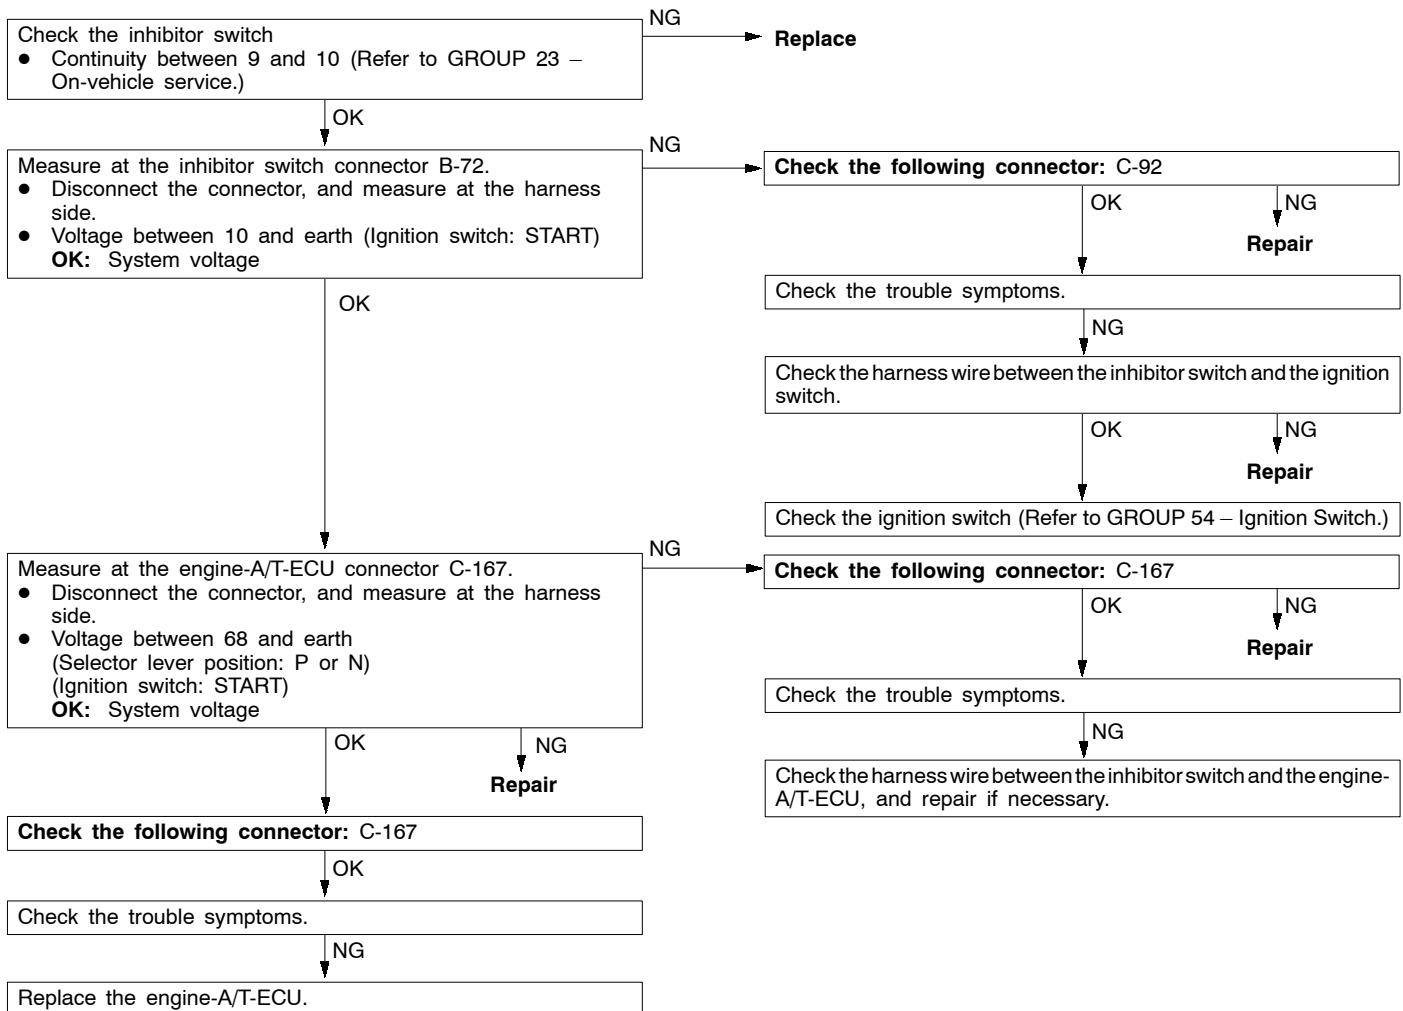 Check the inhibitor switch
● Continuity between 9 and 10 (Refer to GROUP 23 –
On-vehicle service.)
NG
Replace
OK
Measure at the inhibitor switch connector B-72.
● Disconnect the connector, and measure at the harness
side.
● Voltage between 10 and earth (Ignition switch: START)
OK: System voltage
NG
Check the following connector: C-92
OK
NG
Repair
Check the trouble symptoms.
NG
Check the harness wire between the inhibitor switch and the ignition
switch.
OK
NG
Repair
Check the ignition switch (Refer to GROUP 54 – Ignition Switch.)
OK
Measure at the engine-A/T-ECU connector C-167.
● Disconnect the connector, and measure at the harness
side.
● Voltage between 68 and earth
(Selector lever position: P or N)
(Ignition switch: START)
OK: System voltage
NG
Check the following connector: C-167
OK
NG
Repair
Check the trouble symptoms.
NG
Check the harness wire between the inhibitor switch and the engine-
A/T-ECU, and repair if necessary.
OK
NG
Repair
Check the following connector: C-167
OK
Check the trouble symptoms.
NG
Replace the engine-A/T-ECU.